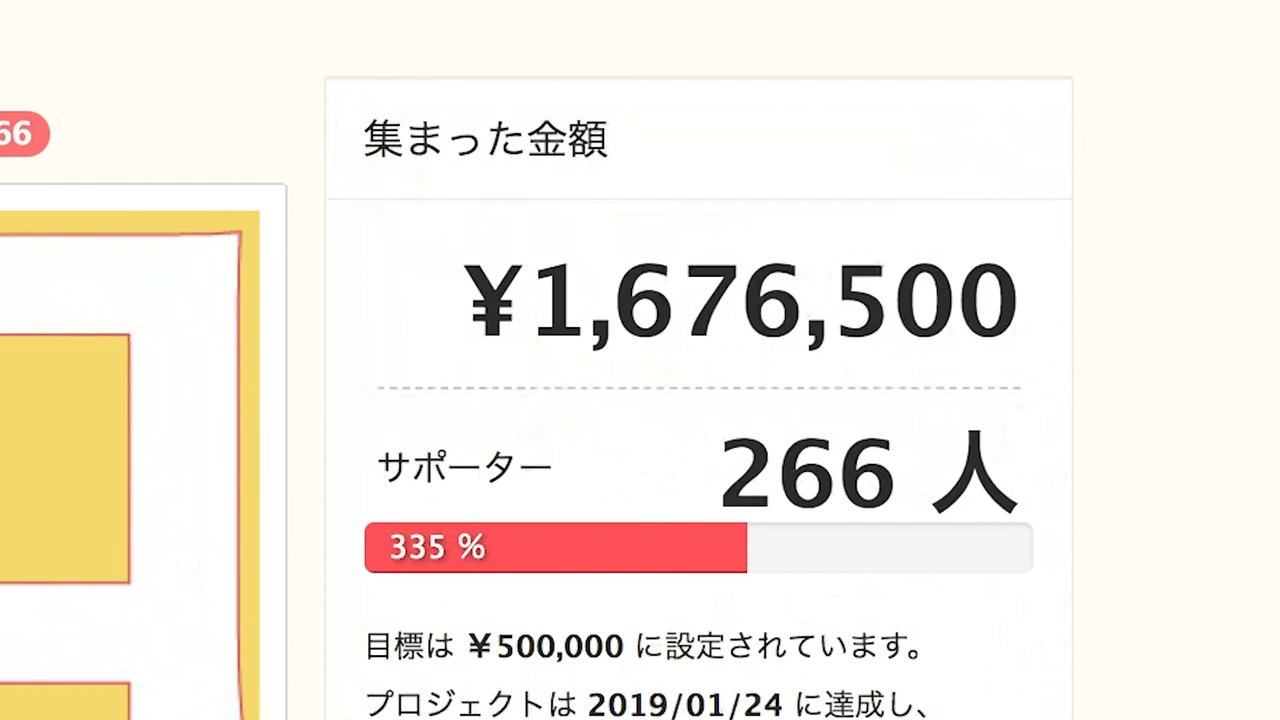 66
集まった金額
¥1,676,500
サポーター 266 人
335 %
目標は ¥500,000 に設定されています。
プロジェクトは 2019/01/24 に達成し、